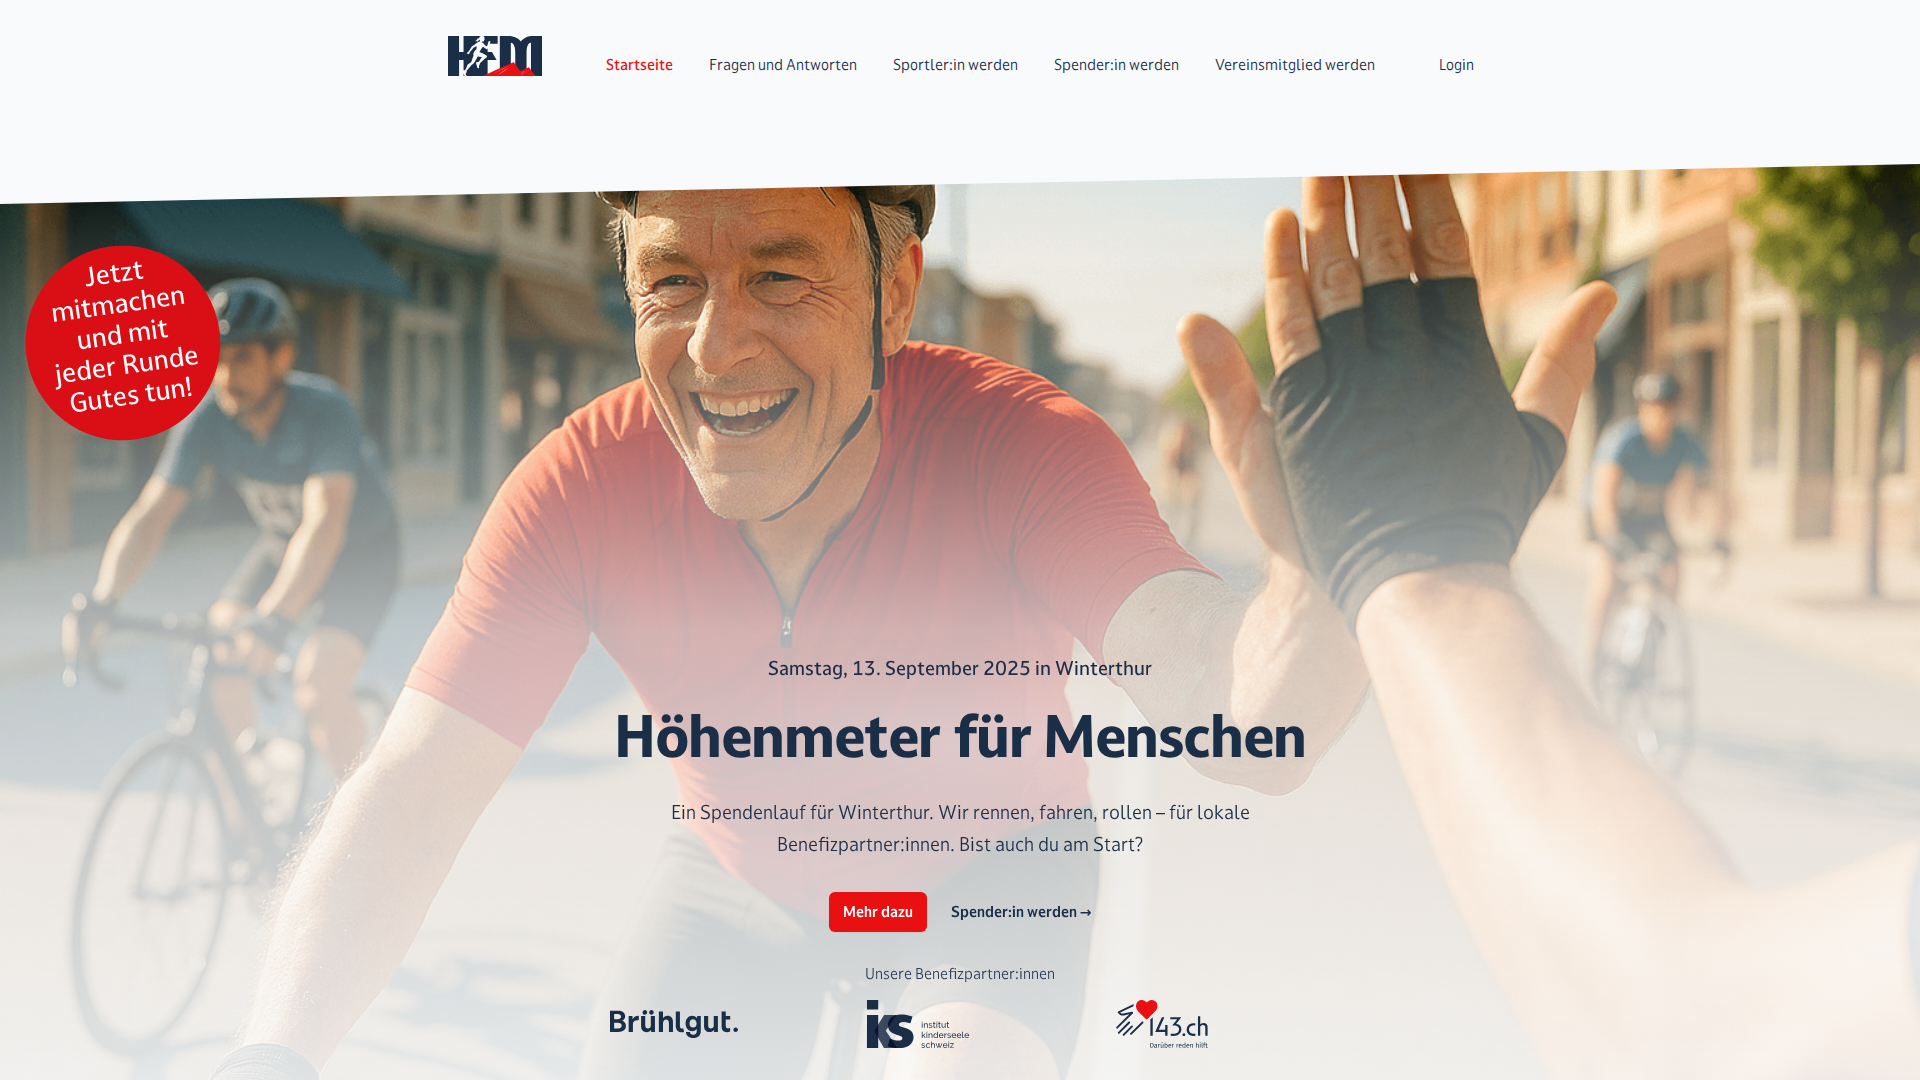 HFM
Startseite
Fragen und Antworten
Sportler:in werden
Spender:in werden
Vereinsmitglied werden
Login
Jetzt
mitmachen
und mit
jeder Runde
Gutes tun!
Samstag, 13. September 2025 in Winterthur
Höhenmeter für Menschen
Ein Spendenlauf für Winterthur. Wir rennen, fahren, rollen – für lokale
Benefizpartner:innen. Bist auch du am Start?
Mehr dazu
Spender:in werden →
Unsere Benefizpartner:innen
Brühlgut.
iks
institut
kinderseele
schweiz
143.ch
Darüber reden hilft